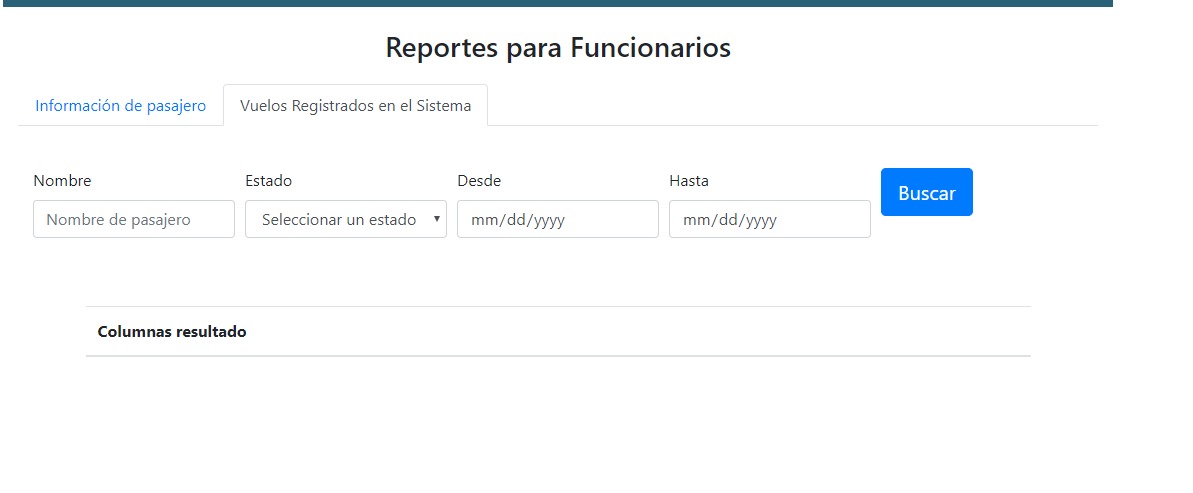 Reportes para Funcionarios
Información de pasajero Vuelos Registrados en el Sistema
Nombre Estado Desde Hasta
Buscar
Nombre de pasajero Seleccionar un estado mm/dd/yyyy mm/dd/yyyy
Columnas resultado